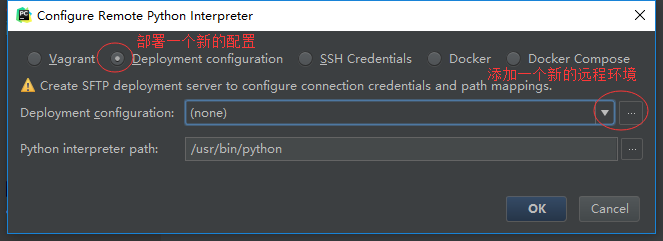 PC
Configure Remote Python Interpreter
部署一个新的配置
Vagrant Deployment configuration SSH Credentials Docker Docker Compose
添加一个新的远程环境
Create SFTP deployment server to configure connection credentials and path mappings.
Deployment configuration: (none) ...
Python interpreter path: /usr/bin/python ...
OK Cancel